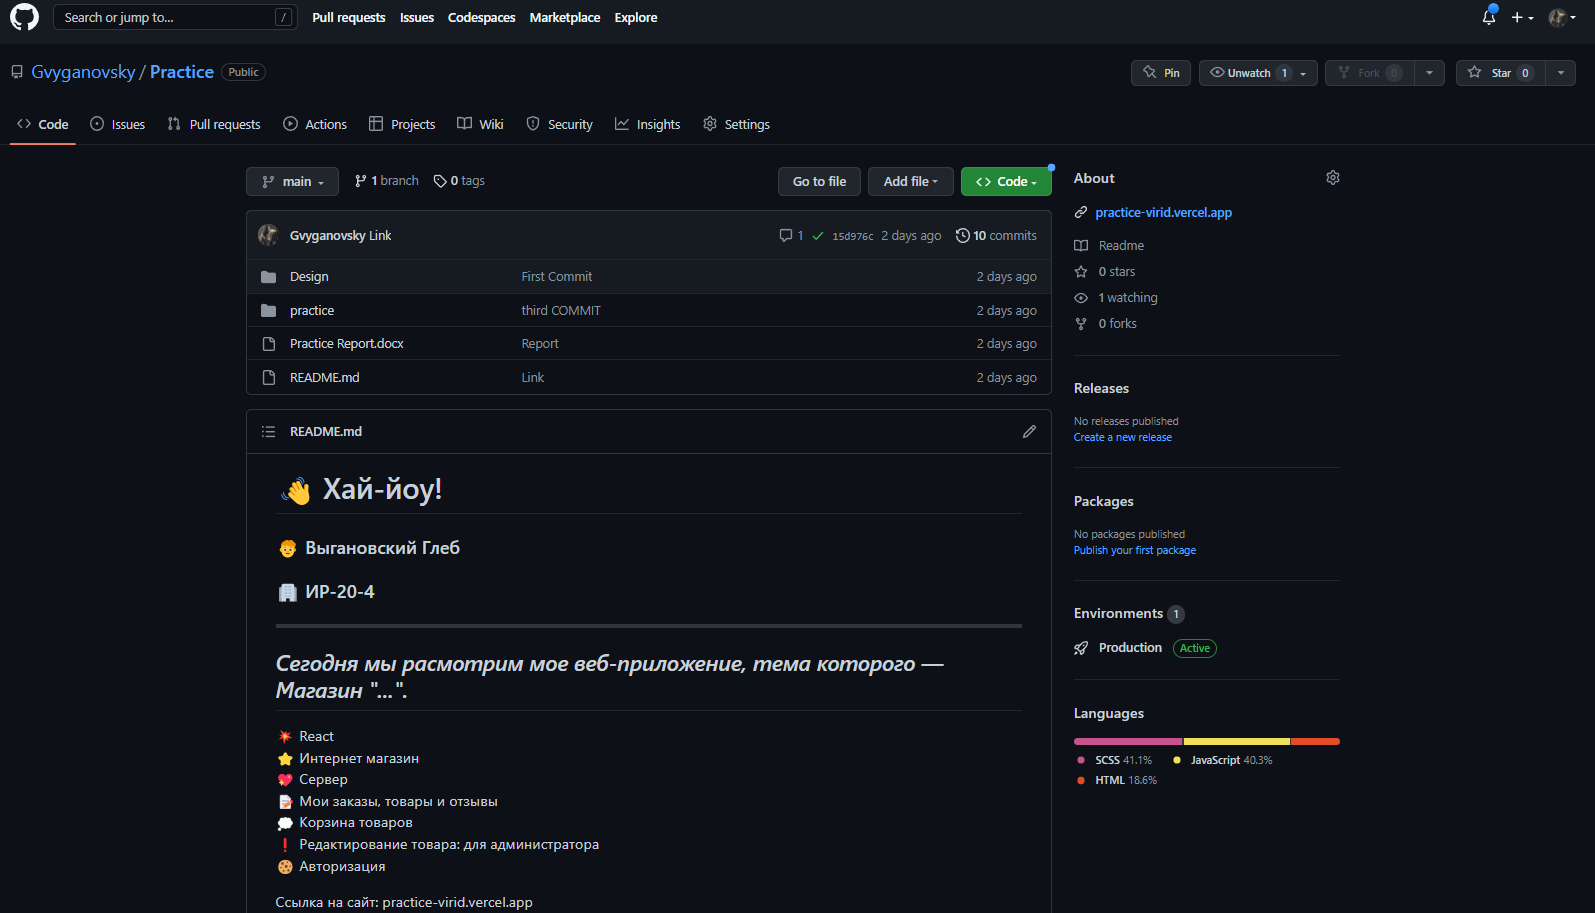 Search or jump to...
/
Pull requests
Issues
Codespaces
Marketplace
Explore
Gvyganovsky / Practice
Public
Pin
Unwatch 1
Fork 0
Star 0
Code
Issues
Pull requests
Actions
Projects
Wiki
Security
Insights
Settings
main
1 branch
0 tags
Go to file
Add file
Code
Gvyganovsky Link
1
15d976c 2 days ago
10 commits
Design First Commit 2 days ago
practice third COMMIT 2 days ago
Practice Report.docx Report 2 days ago
README.md Link 2 days ago
README.md
Хай-йоу!
Выгановский Глеб
ИР-20-4
Сегодня мы расмотрим мое веб-приложение, тема которого —
Магазин "...".
React
Интернет магазин
Сервер
Мои заказы, товары и отзывы
Корзина товаров
Редактирование товара: для администратора
Авторизация
Ссылка на сайт: practice-virid.vercel.app
About
practice-virid.vercel.app
Readme
0 stars
1 watching
0 forks
Releases
No releases published
Create a new release
Packages
No packages published
Publish your first package
Environments 1
Production Active
Languages
SCSS 41.1%
JavaScript 40.3%
HTML 18.6%